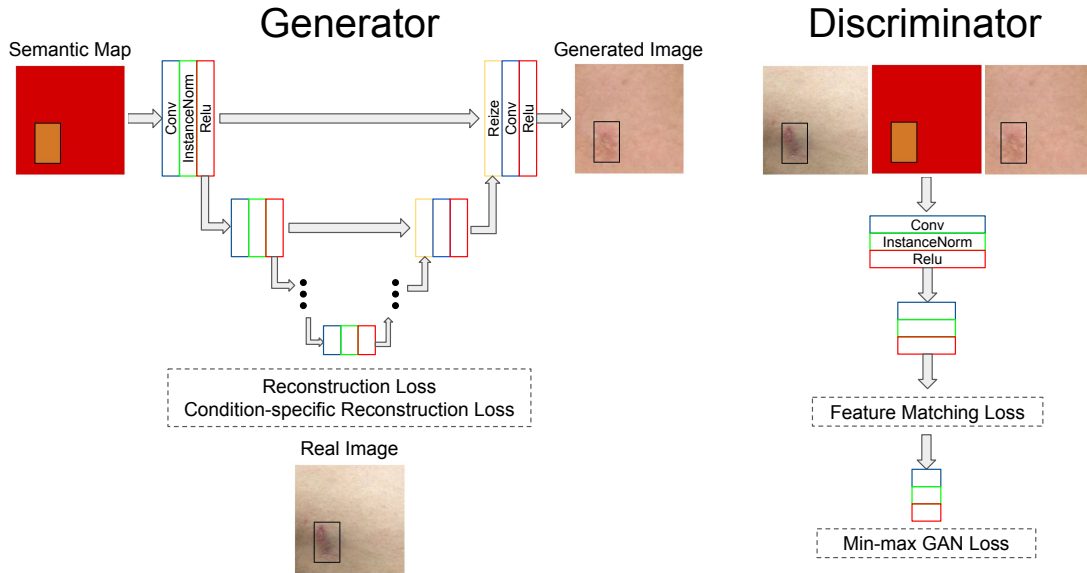 Generator
Semantic Map
Conv
InstanceNorm
Relu
Reize
Conv
Relu
Generated Image
Reconstruction Loss
Condition-specific Reconstruction Loss
Real Image
Discriminator
Conv
InstanceNorm
Relu
Feature Matching Loss
Min-max GAN Loss